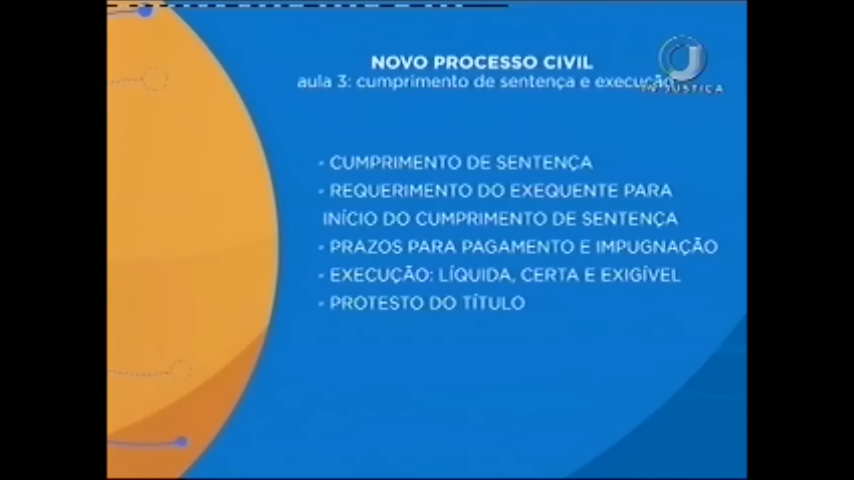 NOVO PROCESSO CIVIL
aula 3: cumprimento de sentença e execução
TV JUSTIÇA
- CUMPRIMENTO DE SENTENÇA
- REQUERIMENTO DO EXEQUENTE PARA
INÍCIO DO CUMPRIMENTO DE SENTENÇA
- PRAZOS PARA PAGAMENTO E IMPUGNAÇÃO
- EXECUÇÃO: LÍQUIDA, CERTA E EXIGÍVEL
- PROTESTO DO TÍTULO